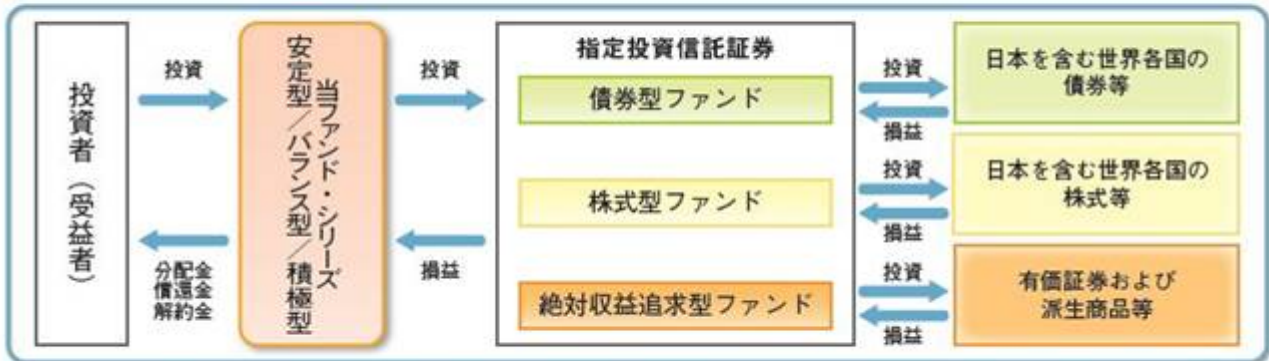 投資者（受益者）
投資
分配金
償還金
解約金
当ファンド・シリーズ
安定型／バランス型／積極型
投資
損益
指定投資信託証券
債券型ファンド
株式型ファンド
絶対収益追求型ファンド
投資
損益
投資
損益
投資
損益
日本を含む世界各国の
債券等
日本を含む世界各国の
株式等
有価証券および
派生商品等